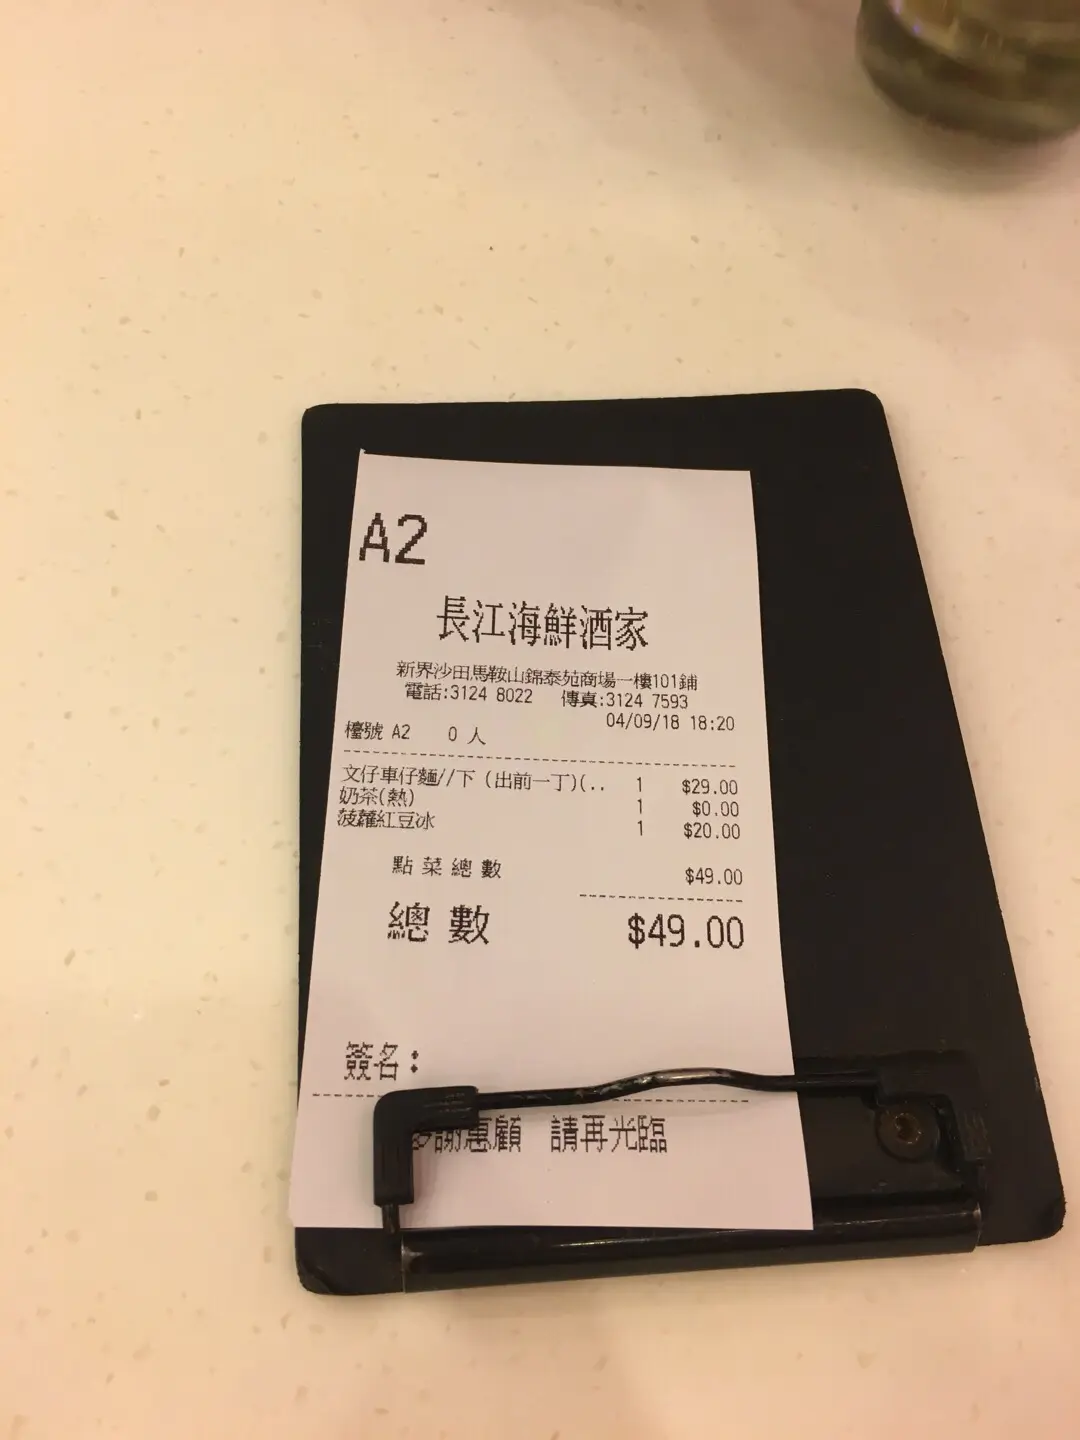 A2
長江海鮮酒家
新界沙田馬鞍山錦泰苑商場一樓101鋪
電話:3124 8022 傳真:3124 7593
04/09/18 18:20
檯號 A2 0 人
文仔車仔麵//下 (出前一丁)(.. 1 $29.00
奶茶(熱) 1 $0.00
菠蘿紅豆冰 1 $20.00
點菜總數 $49.00
總數 $49.00
簽名:
多謝惠顧 請再光臨